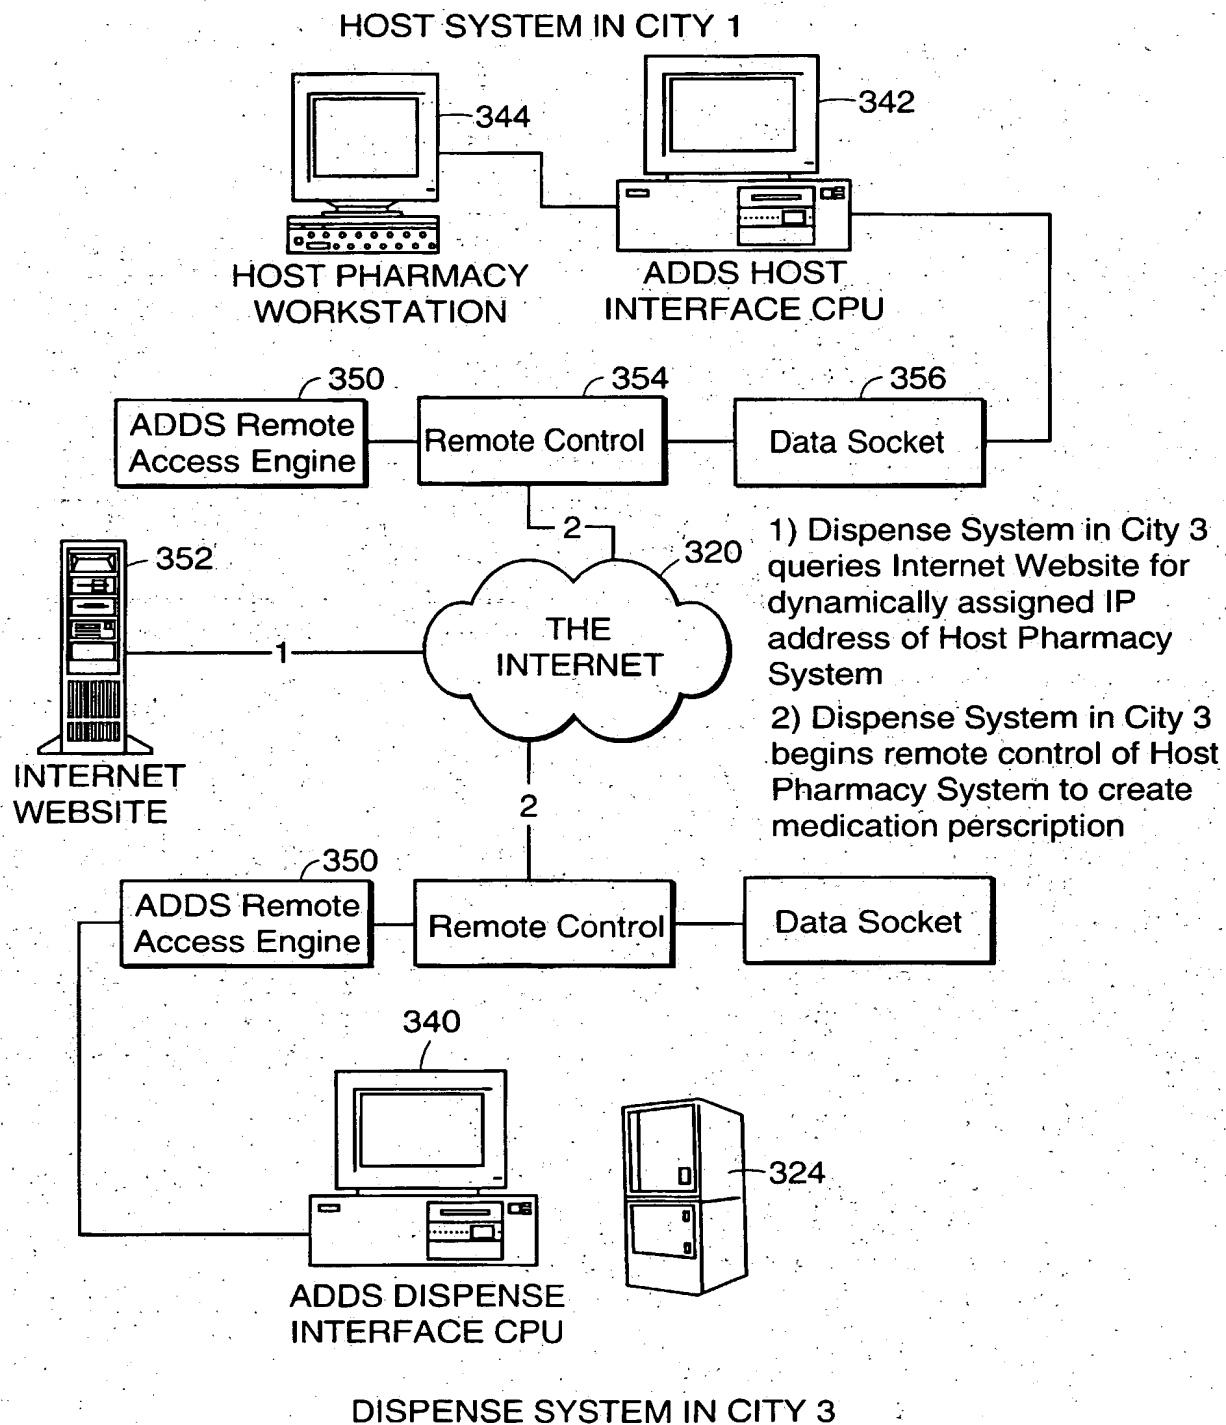 HOST SYSTEM IN CITY 1
344
342
HOST PHARMACY
WORKSTATION
ADDS HOST
INTERFACE CPU
350
354
356
ADDS Remote
Access Engine
Remote Control
Data Socket
2
352
320
1) Dispense System in City 3
queries Internet Website for
dynamically assigned IP
address of Host Pharmacy
System
THE
INTERNET
1
2) Dispense System in City 3
begins remote control of Host
Pharmacy System to create
medication perscription
INTERNET
WEBSITE
2
350
ADDS Remote
Access Engine
Remote Control
Data Socket
340
324
ADDS DISPENSE
INTERFACE CPU
DISPENSE SYSTEM IN CITY 3